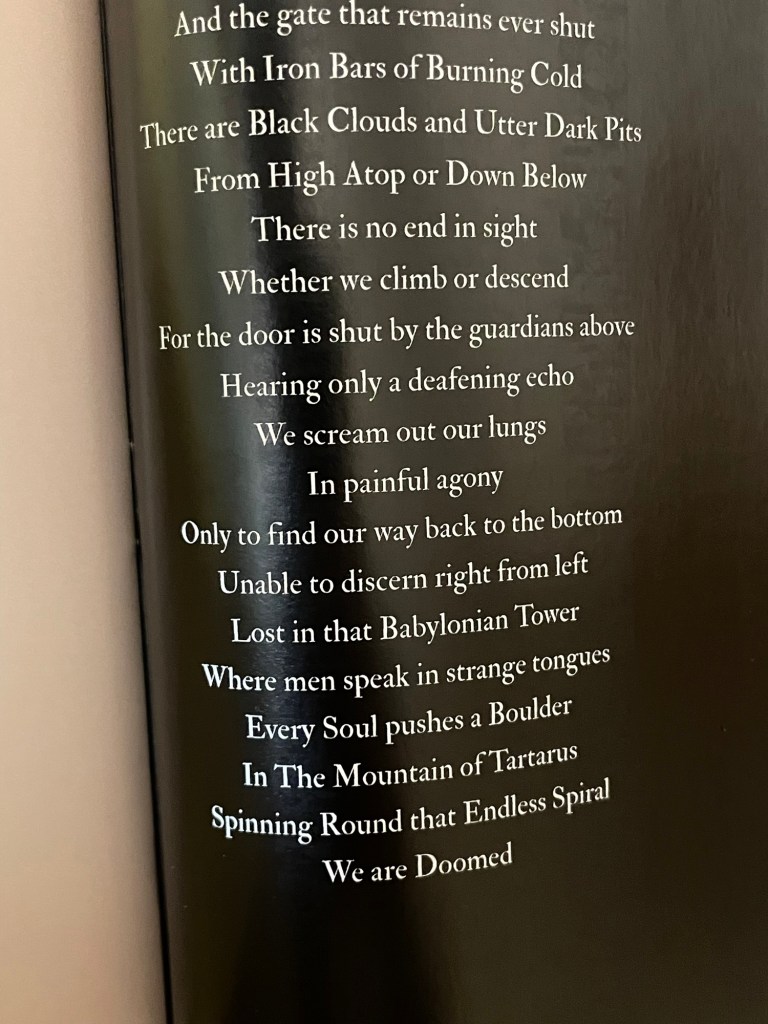 And the gate that remains ever shut
With Iron Bars of Burning Cold
There are Black Clouds and Utter Dark Pits
From High Atop or Down Below
There is no end in sight
Whether we climb or descend
For the door is shut by the guardians above
Hearing only a deafening echo
We scream out our lungs
In painful agony
Only to find our way back to the bottom
Unable to discern right from left
Lost in that Babylonian Tower
Where men speak in strange tongues
Every Soul pushes a Boulder
In The Mountain of Tartarus
Spinning Round that Endless Spiral
We are Doomed